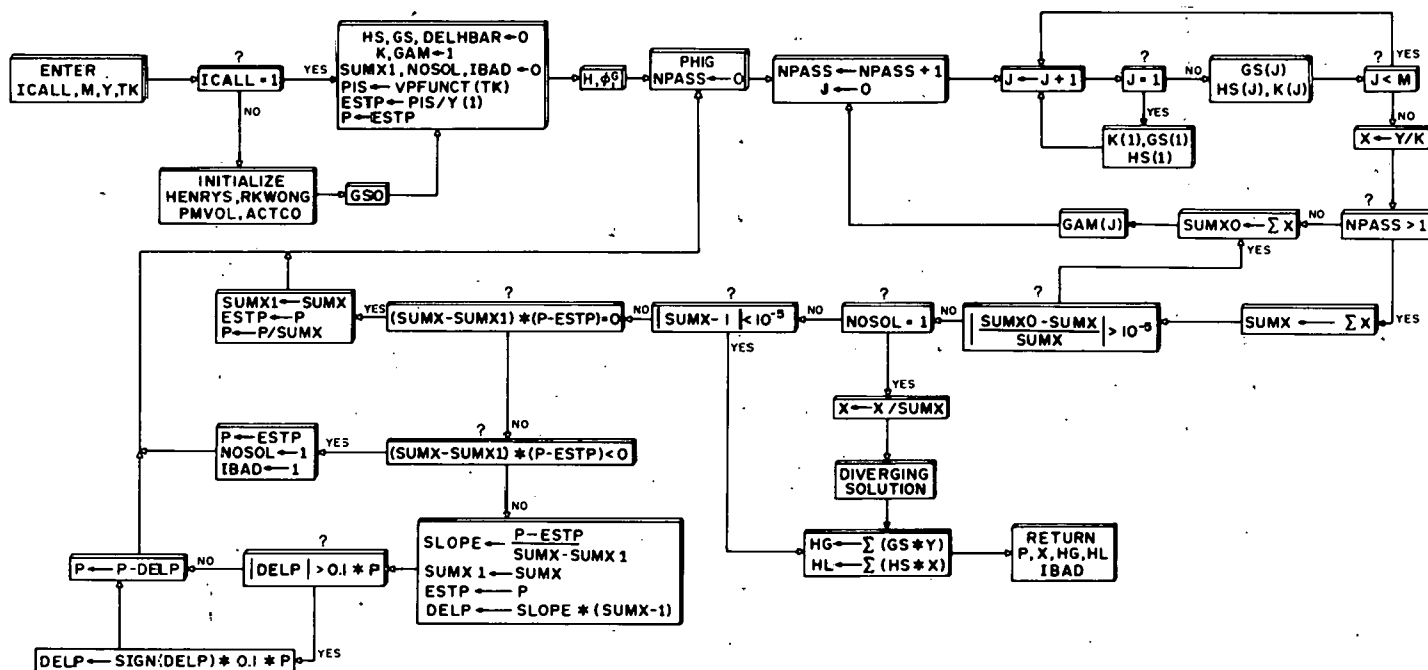 ENTER
ICALL, M, Y, TK
?
ICALL = 1
YES
NO
HS, GS, DELHBAR←0
K, GAM←1
SUMX1, NOSOL, IBAD ←0
PIS← VPFUNCT(TK)
ESTP← PIS/Y(1)
P←ESTP
INITIALIZE
HENRYS, RKWONG
PMVOL, ACTCO
GS0
PHIG
NPASS← 0
NPASS← NPASS + 1
J ← 0
J ← J + 1
?
J = 1
NO
YES
K(1), GS(1)
HS(1)
GS(J)
HS(J), K(J)
?
J < M
YES
NO
X ← Y/K
?
NPASS > 1
NO
YES
SUMX0← ∑ X
GAM(J)
YES
SUMX ← ∑ X
?
|SUMX0 - SUMX / SUMX| > 10⁻⁵
NO
?
NOSOL = 1
NO
YES
X← X /SUMX
DIVERGING
SOLUTION
?
|SUMX - 1| < 10⁻⁵
NO
YES
?
(SUMX-SUMX1) * (P-ESTP)=0
YES
NO
SUMX1←SUMX
ESTP ←P
P←P/SUMX
?
(SUMX-SUMX1) * (P-ESTP)<0
YES
NO
P←ESTP
NOSOL←1
IBAD←1
SLOPE← P-ESTP / SUMX-SUMX1
SUMX 1←SUMX
ESTP ← P
DELP ← SLOPE * (SUMX-1)
?
|DELP| > 0.1 * P
NO
YES
P← P-DELP
DELP← SIGN(DELP) * 0.1 * P
HG← ∑ (GS*Y)
HL← ∑ (HS*X)
RETURN
P, X, HG, HL
IBAD